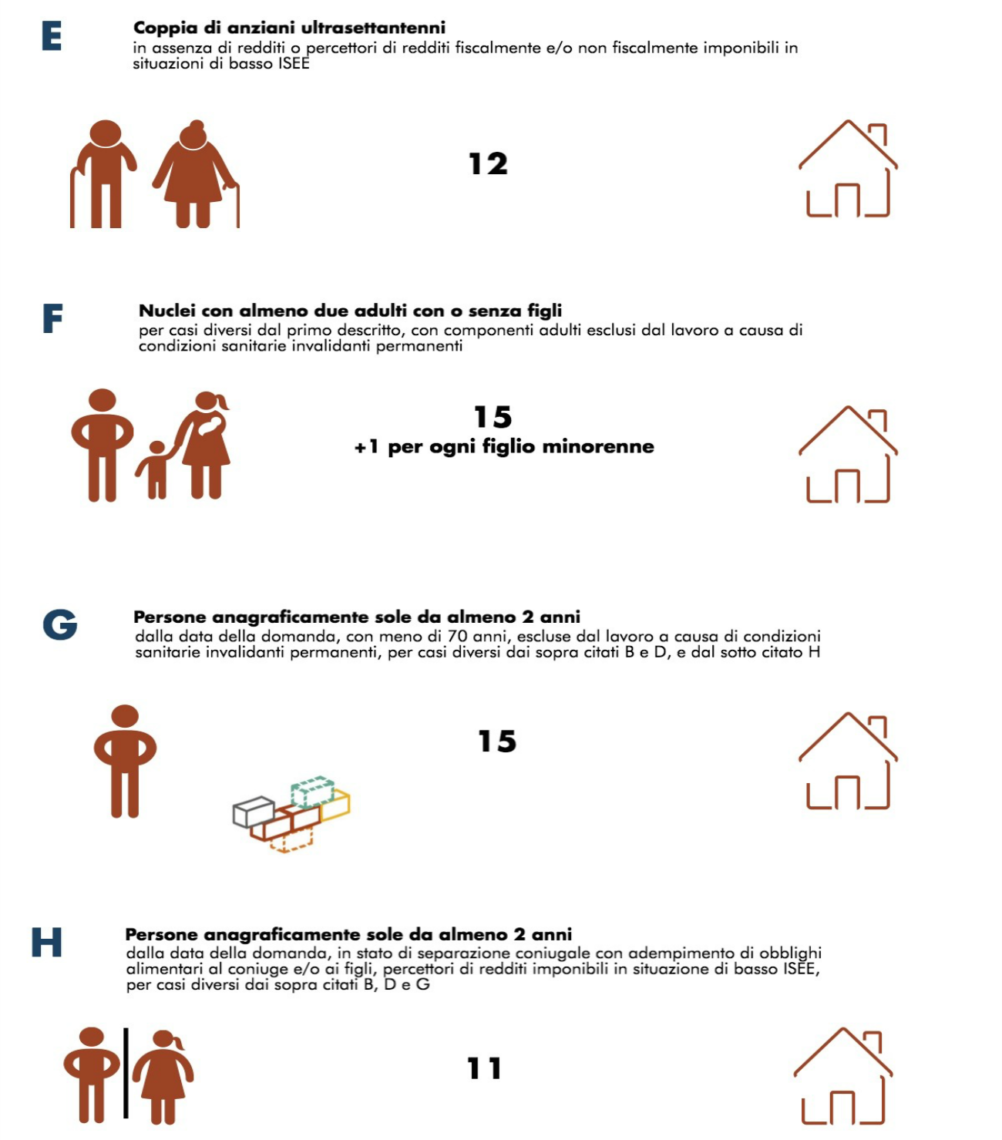 E
Coppia di anziani ultrasettantenni
in assenza di redditi o percettori di redditi fiscalmente e/o non fiscalmente imponibili in
situazioni di basso ISEE
12
F
Nuclei con almeno due adulti con o senza figli
per casi diversi dal primo descritto, con componenti adulti esclusi dal lavoro a causa di
condizioni sanitarie invalidanti permanenti
15
+1 per ogni figlio minorenne
G
Persone anagraficamente sole da almeno 2 anni
dalla data della domanda, con meno di 70 anni, escluse dal lavoro a causa di condizioni
sanitarie invalidanti permanenti, per casi diversi dai sopra citati B e D, e dal sotto citato H
15
H
Persone anagraficamente sole da almeno 2 anni
dalla data della domanda, in stato di separazione coniugale con adempimento di obblighi
alimentari al coniuge e/o ai figli, percettori di redditi imponibili in situazione di basso ISEE,
per casi diversi dai sopra citati B, D e G
11